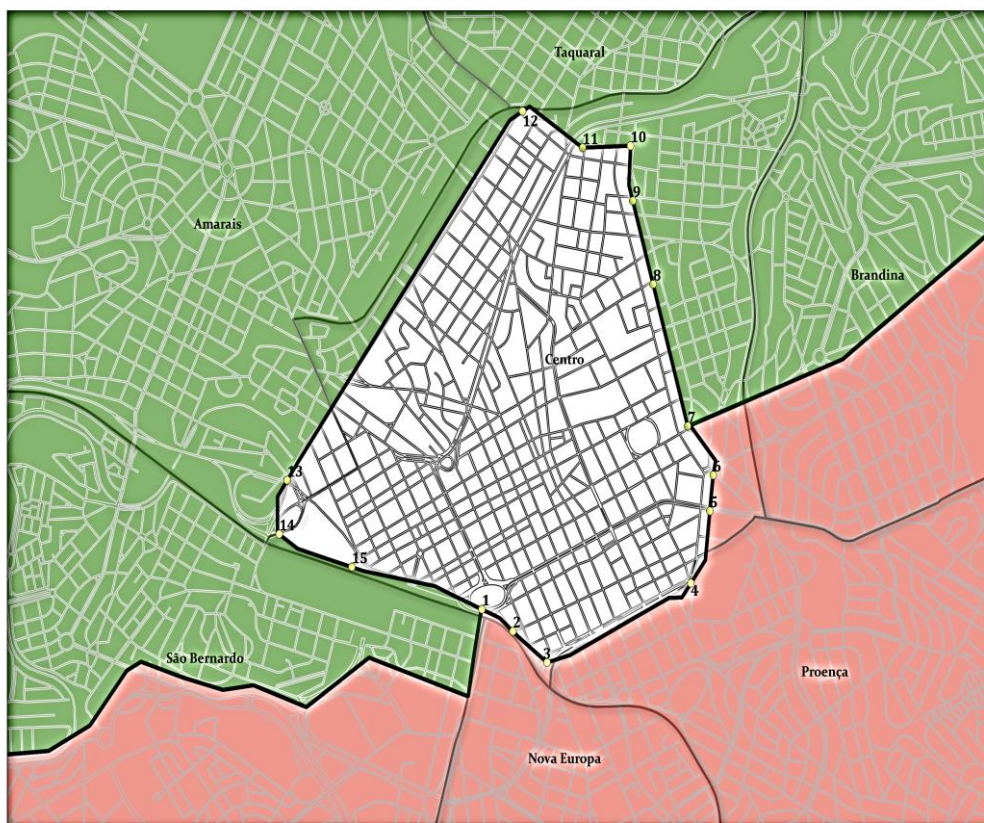 Taquaral
12
11
10
9
Amarais
8
Brandina
Centro
7
6
13
5
14
15
4
1
2
3
São Bernardo
Proença
Nova Europa